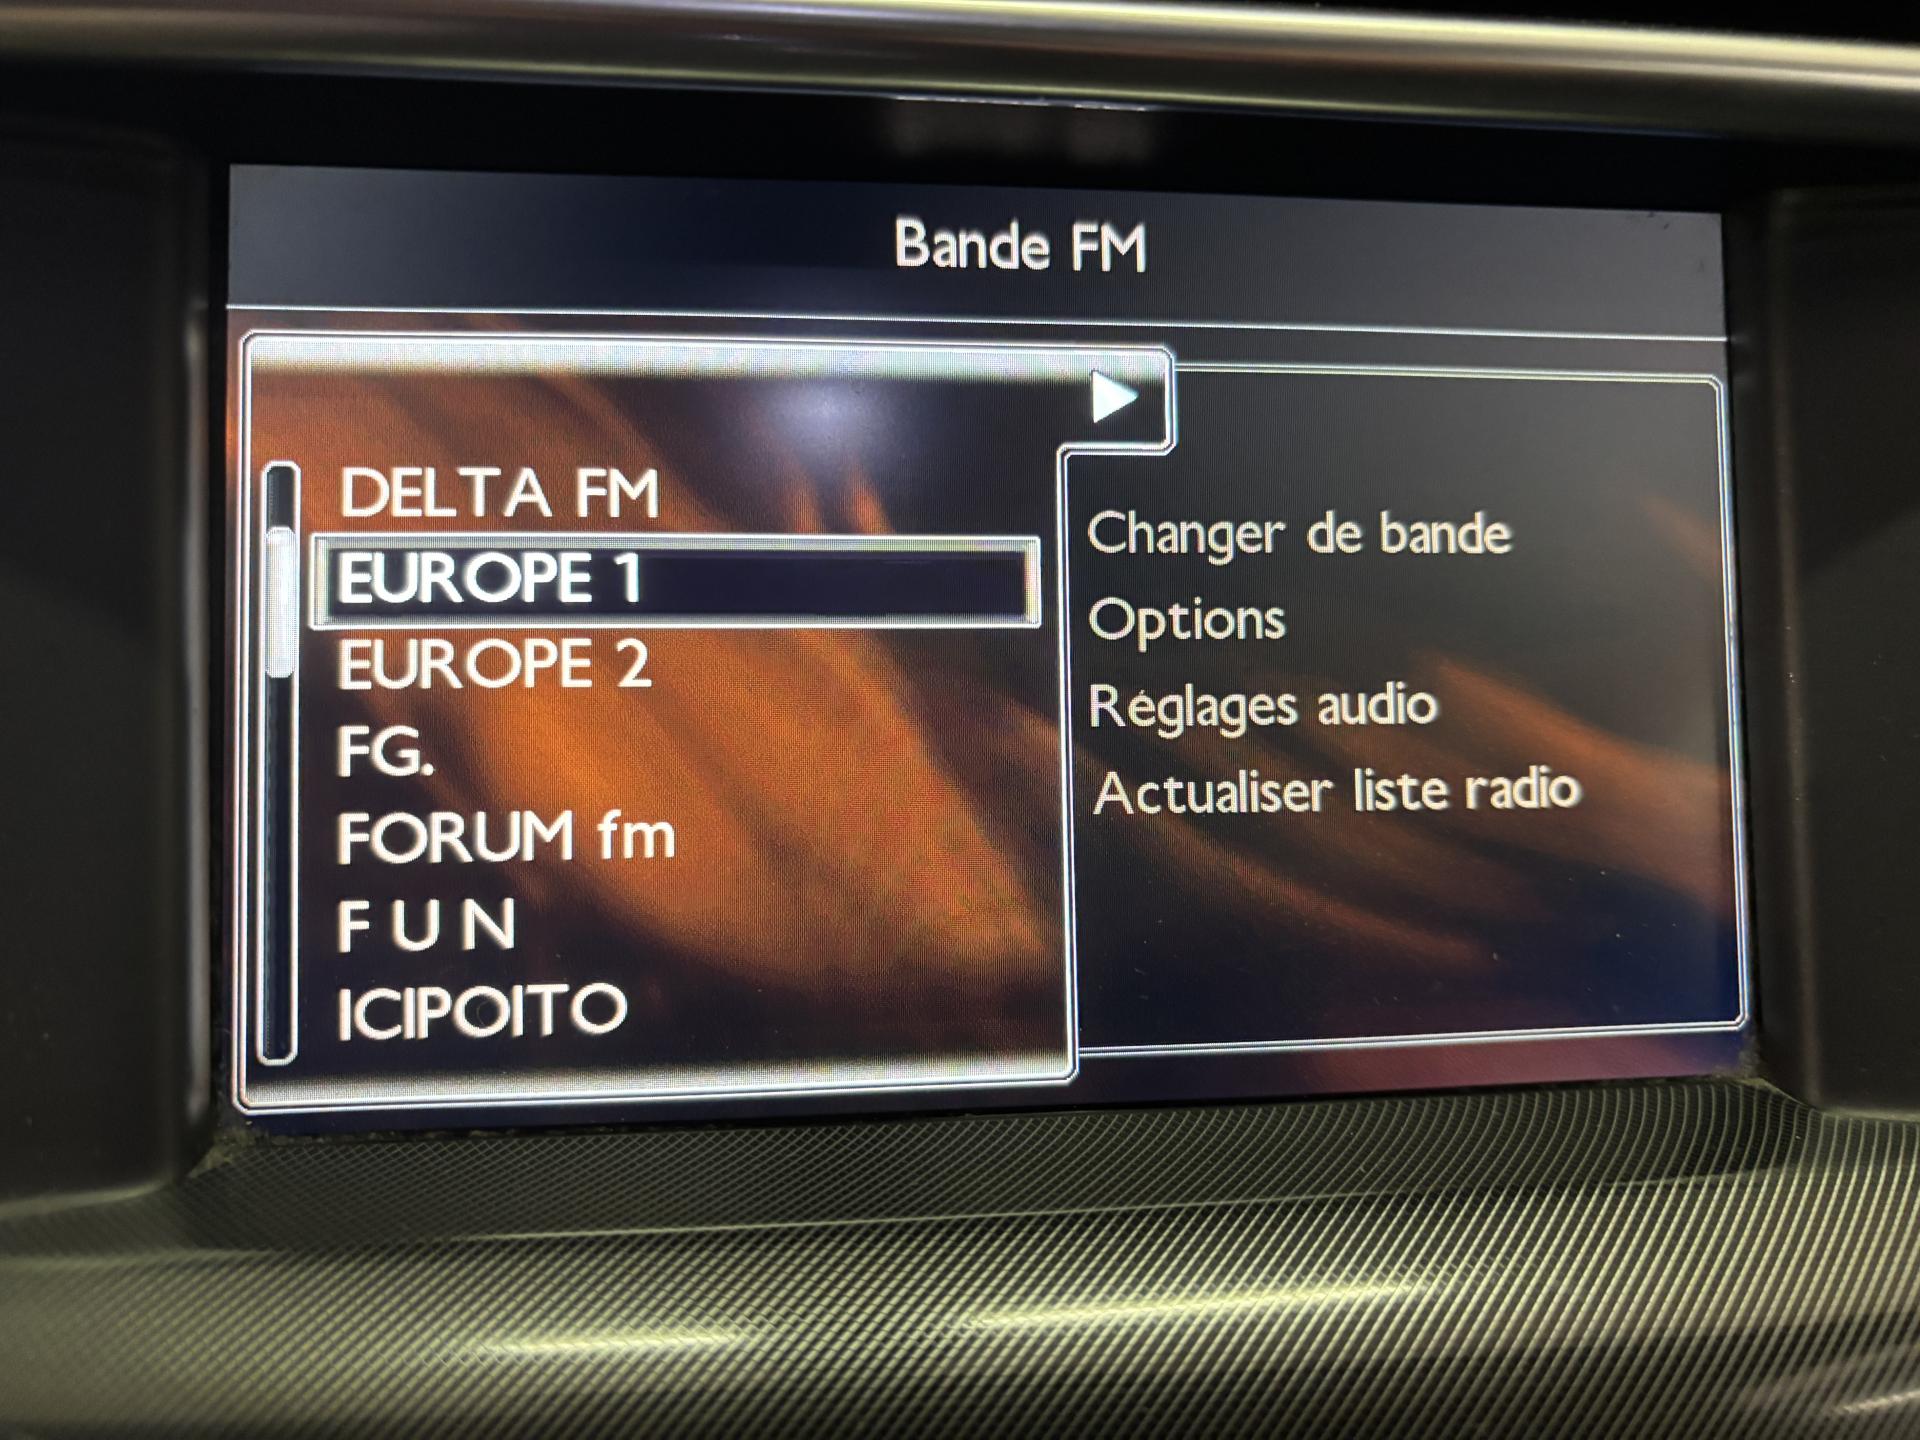 Bande FM
DELTA FM
EUROPE 1
EUROPE 2
FG.
FORUM fm
F U N
ICIPOITO
Changer de bande
Options
Réglages audio
Actualiser liste radio